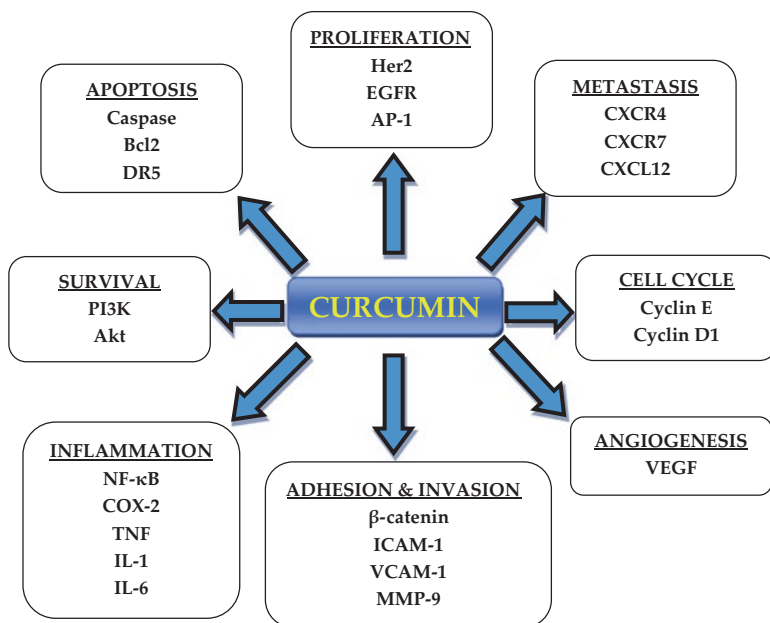 PROLIFERATION
Her2
EGFR
AP-1
APOPTOSIS
Caspase
Bcl2
DR5
METASTASIS
CXCR4
CXCR7
CXCL12
SURVIVAL
PI3K
Akt
CURCUMIN
CELL CYCLE
Cyclin E
Cyclin D1
INFLAMMATION
NF-κB
COX-2
TNF
IL-1
IL-6
ADHESION & INVASION
β-catenin
ICAM-1
VCAM-1
MMP-9
ANGIOGENESIS
VEGF